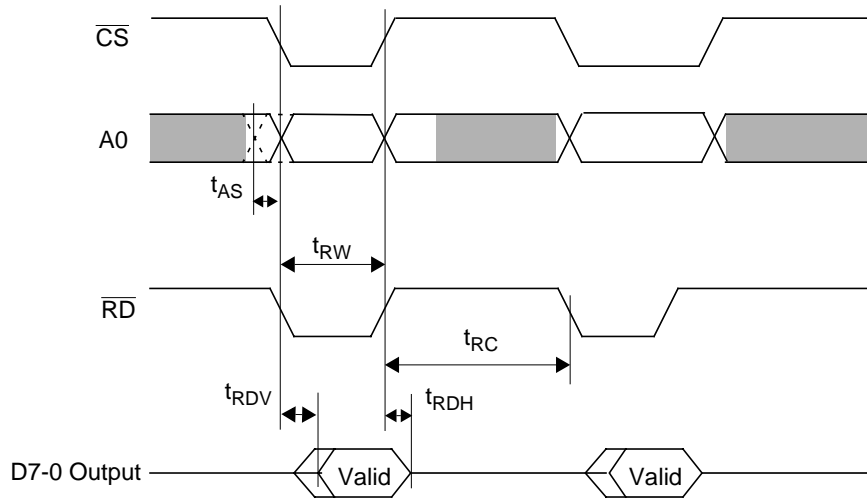 CS
A0
tAS
tRW
RD
tRC
tRDV
tRDH
D7-0 Output
Valid
Valid